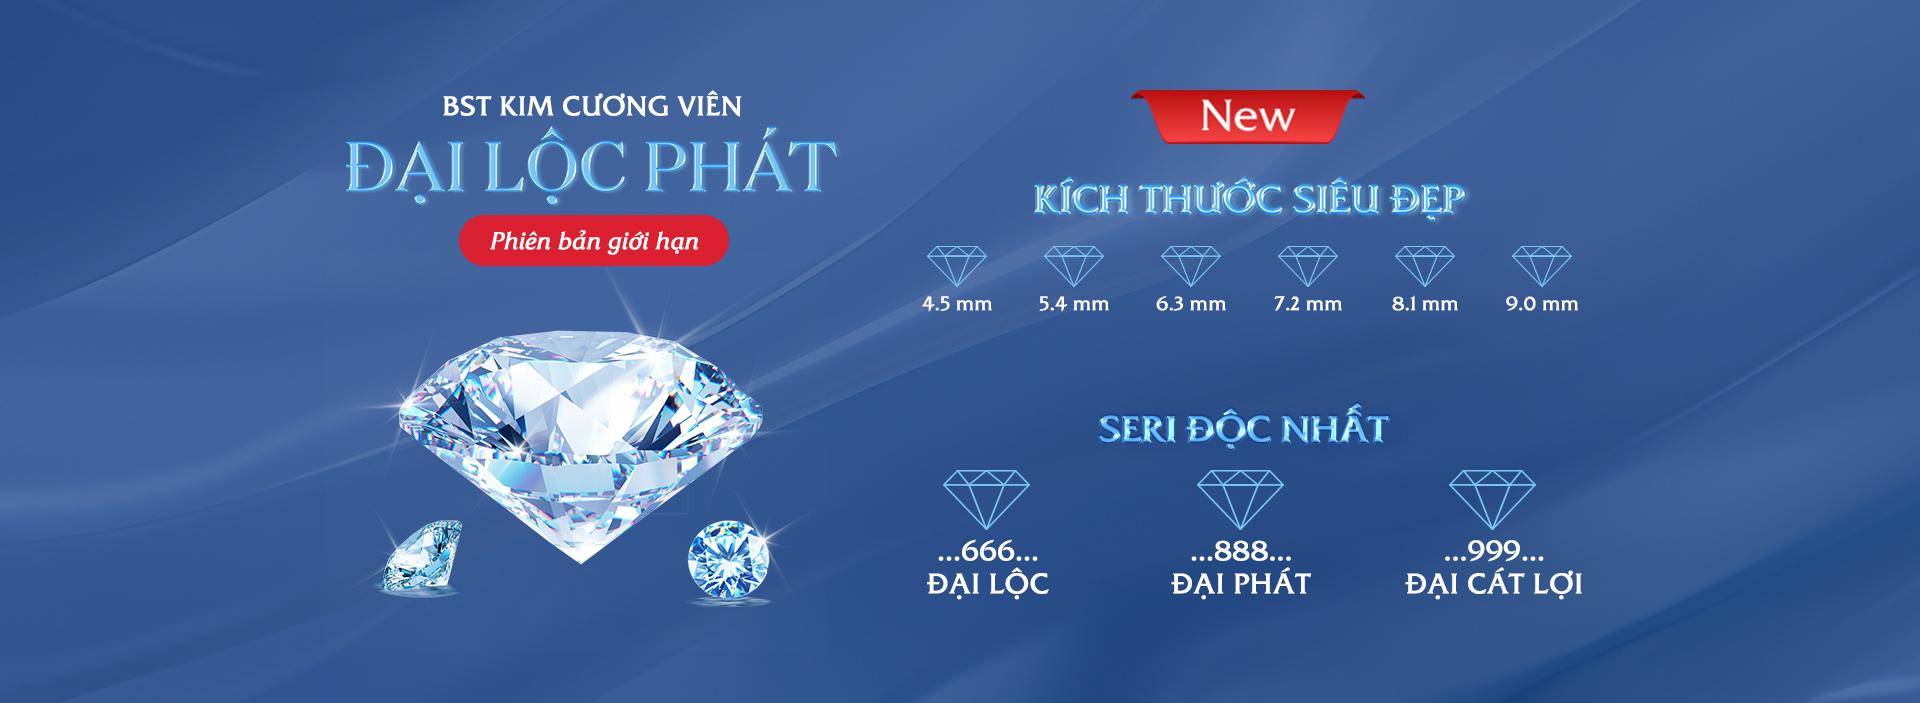 BST KIM CƯƠNG VIÊN
ĐẠI LỘC PHÁT
Phiên bản giới hạn
New
KÍCH THƯỚC SIÊU ĐẸP
4.5 mm
5.4 mm
6.3 mm
7.2 mm
8.1 mm
9.0 mm
SERI ĐỘC NHẤT
...666...
ĐẠI LỘC
...888...
ĐẠI PHÁT
...999...
ĐẠI CÁT LỢI